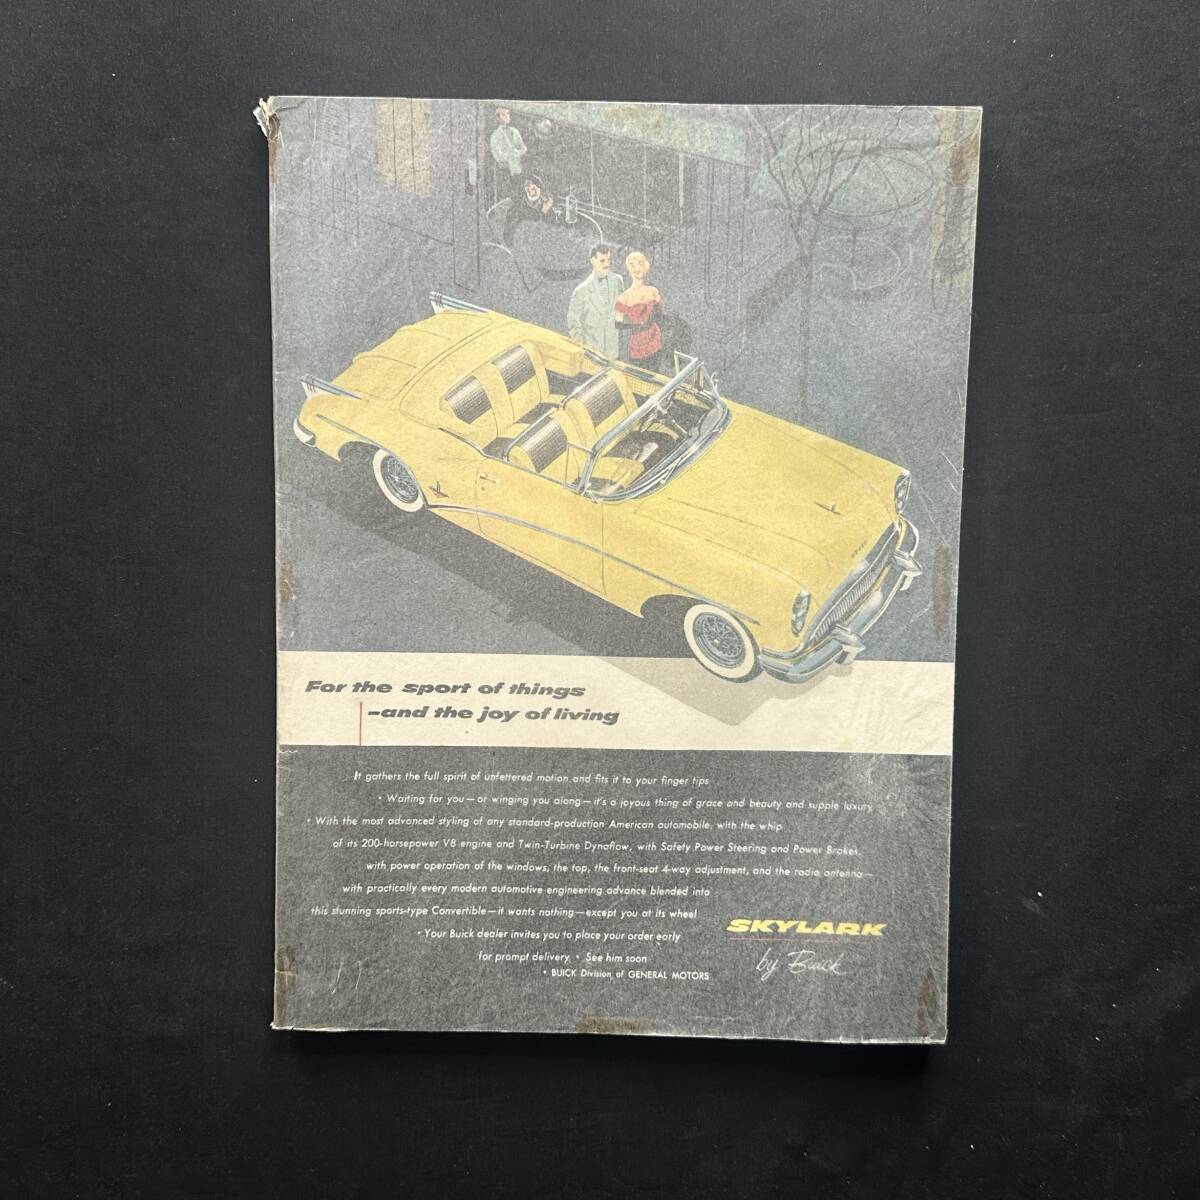 For the sport of things
–and the joy of living
It gathers the full spirit of unfettered motion and fits it to your finger tips
• Waiting for you—or winging you along—it's a joyous thing of grace and beauty and supple luxury
• With the most advanced styling of any standard-production American automobile, with the whip
of its 200-horsepower V8 engine and Twin-Turbine Dynaflow, with Safety Power Steering and Power Brakes,
with power operation of the windows, the top, the front-seat 4-way adjustment, and the radio antenna—
with practically every modern automotive engineering advance blended into
this stunning sports-type Convertible—it wants nothing—except you at its wheel
• Your Buick dealer invites you to place your order early
for prompt delivery • See him soon
• BUICK Division of GENERAL MOTORS
SKYLARK
by Buick